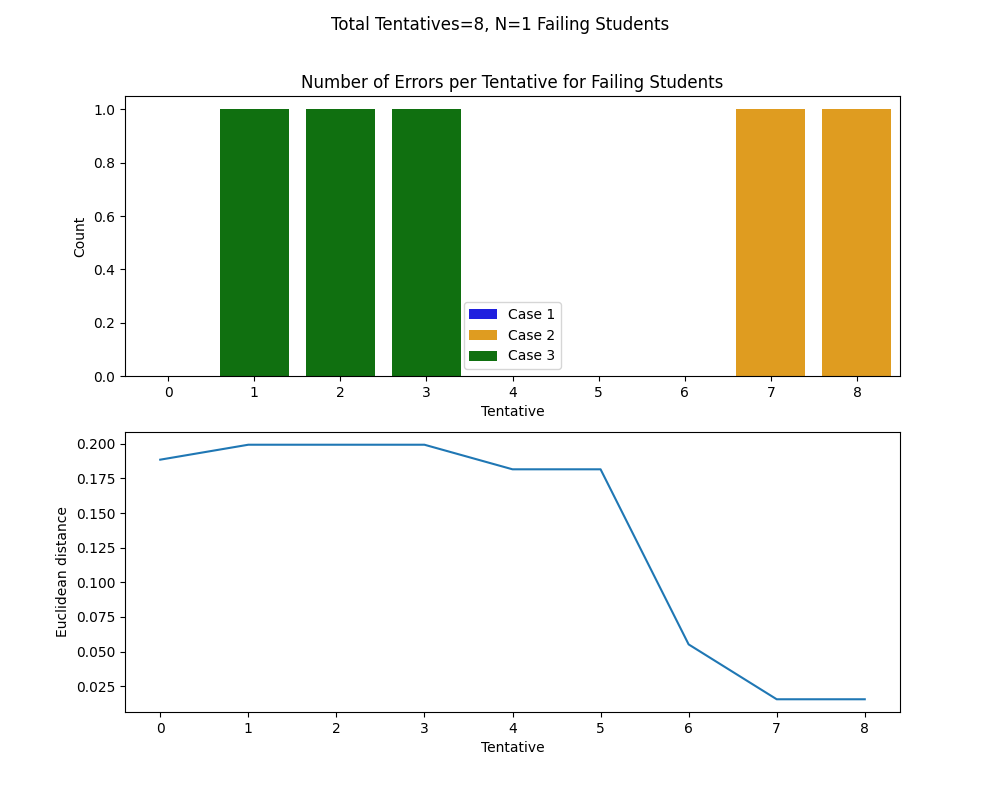 Total Tentatives=8, N=1 Failing Students
Number of Errors per Tentative for Failing Students
1.0
0.8
0.6
0.4
0.2
0.0
Count
Case 1
Case 2
Case 3
0 1 2 3 4 5 6 7 8
Tentative
0.200
0.175
0.150
0.125
0.100
0.075
0.050
0.025
Euclidean distance
0 1 2 3 4 5 6 7 8
Tentative